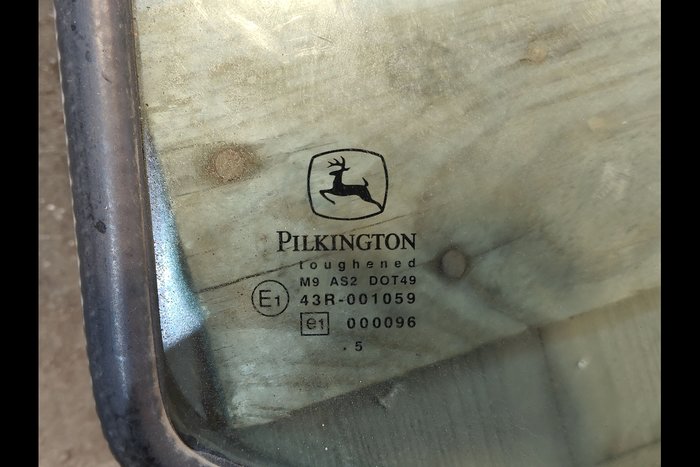 PILKINGTON
toughened
M9 AS2 DOT49
E1 43R-001059
e1 000096
. 5